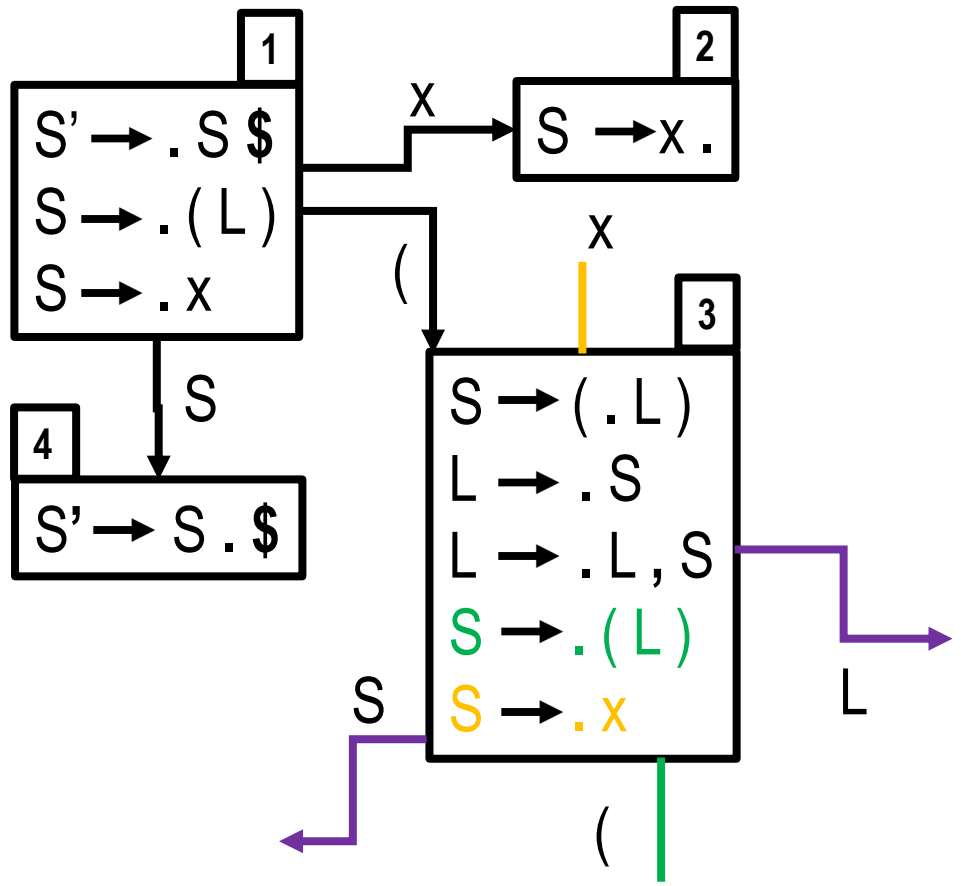 1
S' → . S $
S → . ( L )
S → . x
x
2
S → x .
(
S
4
S' → S . $
x
3
S → ( . L )
L → . S
L → . L , S
S → . ( L )
S → . x
S
L
(